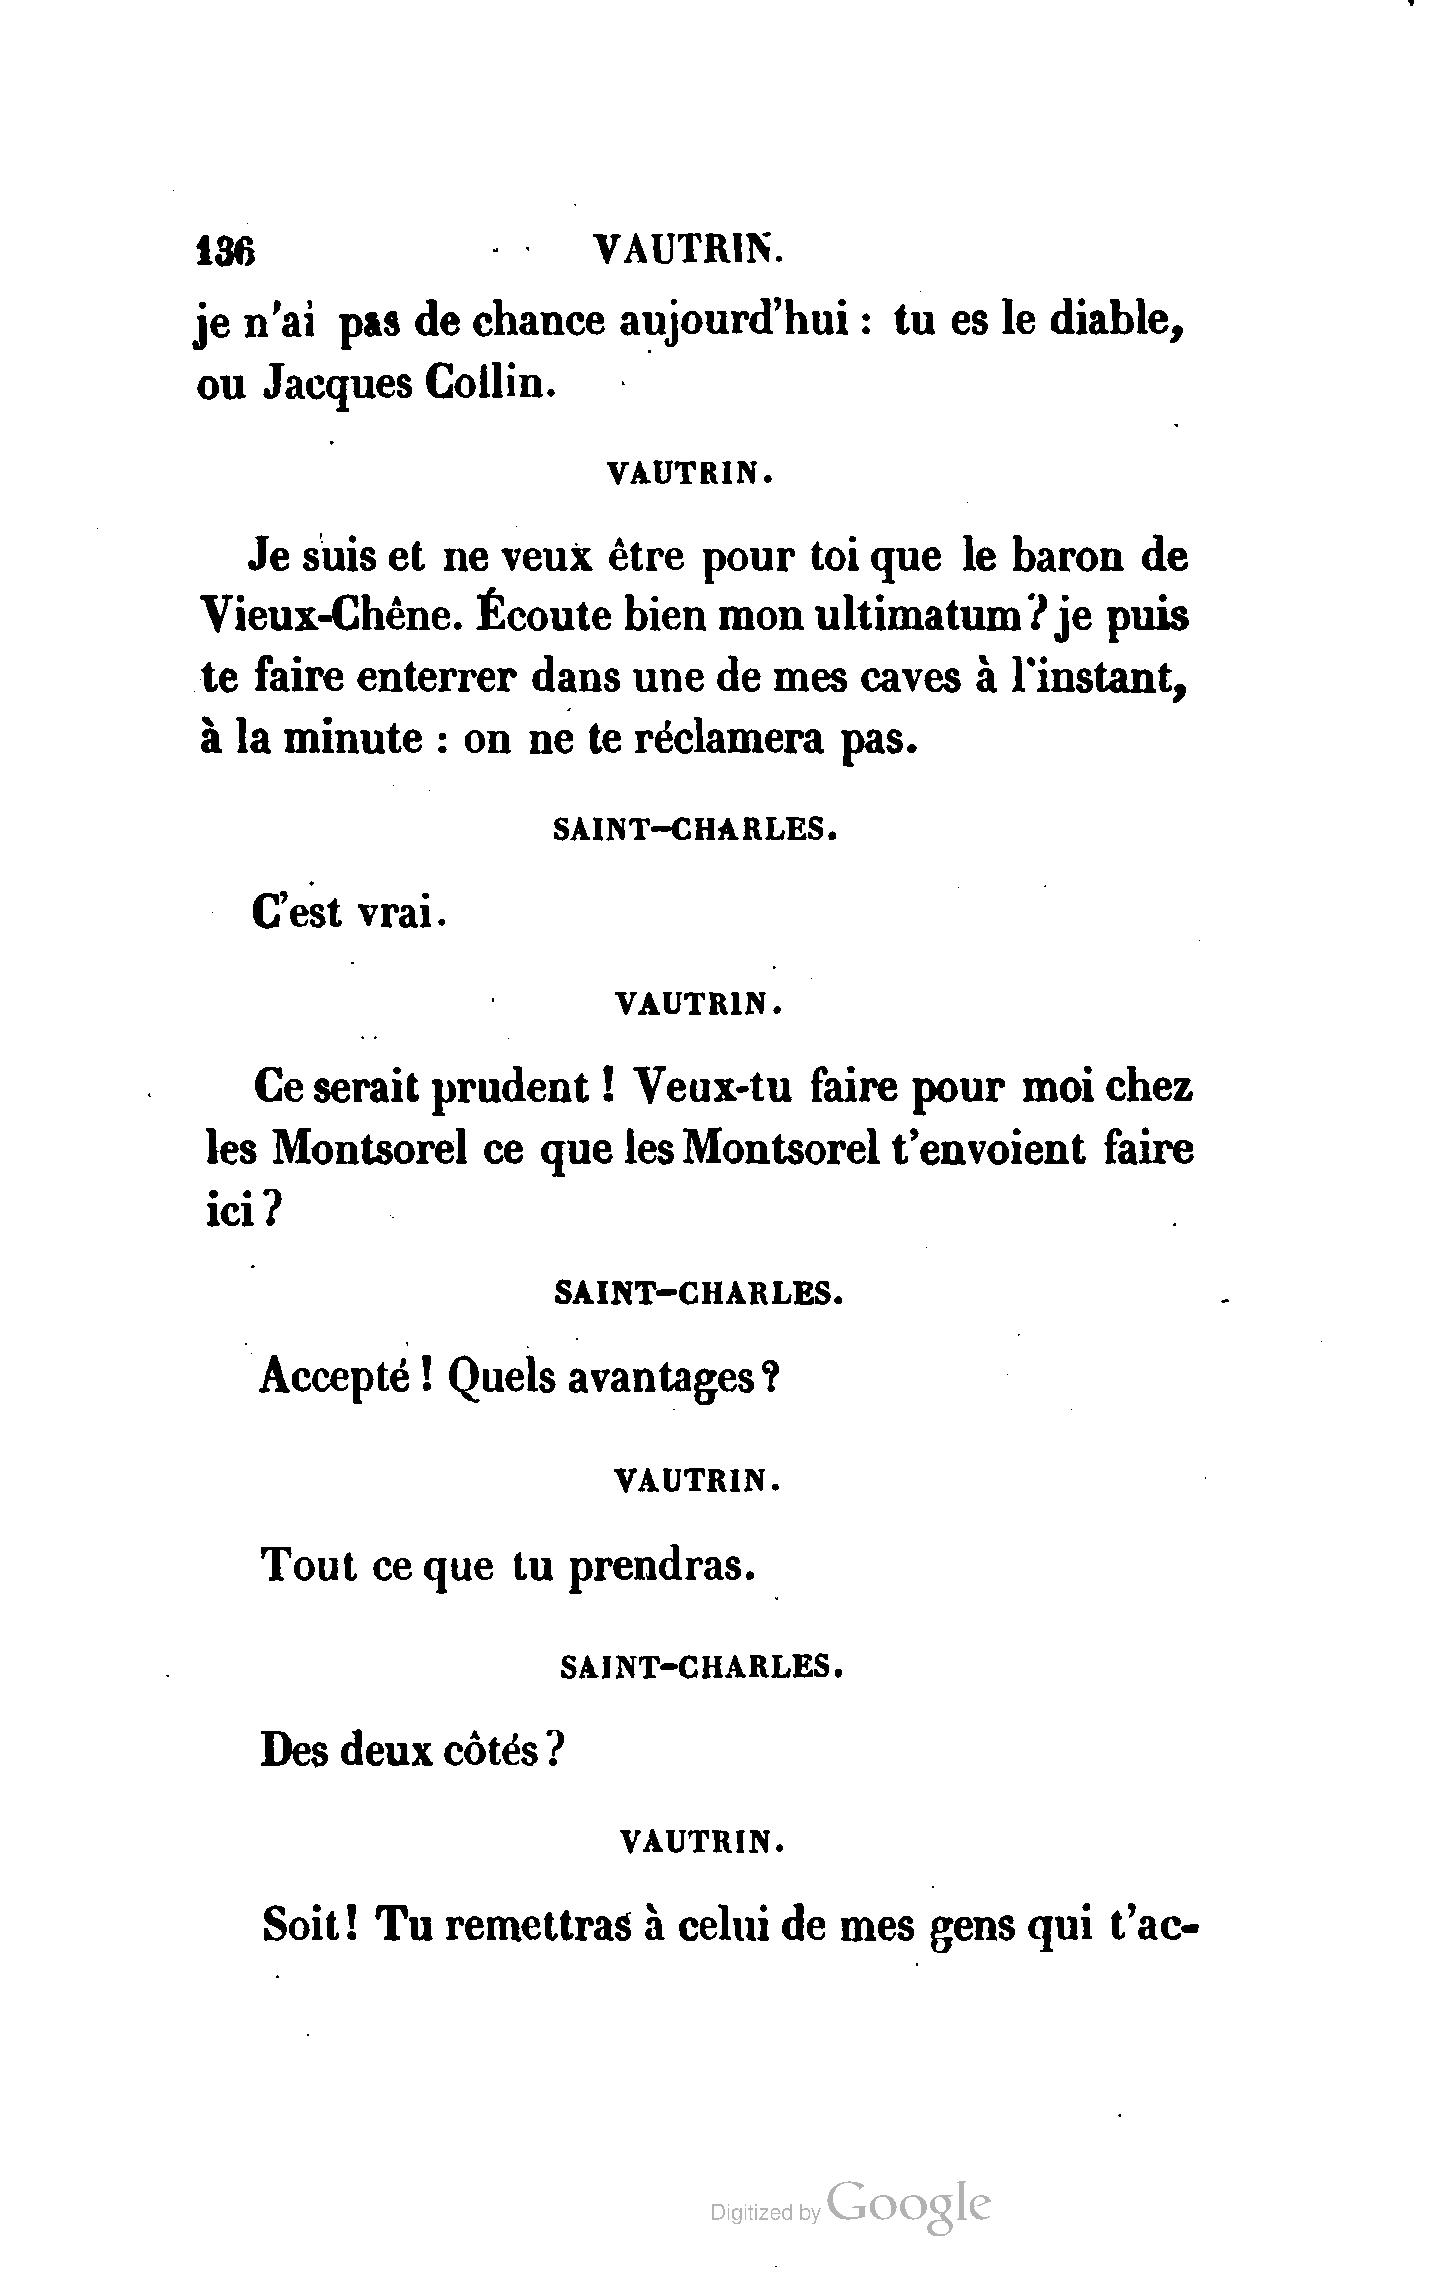 136 VAUTRIN.
je n'ai pas de chance aujourd'hui : tu es le diable,
ou Jacques Collin.
VAUTRIN.
Je suis et ne veux être pour toi que le baron de
Vieux-Chêne. Écoute bien mon ultimatum ? je puis
te faire enterrer dans une de mes caves à l'instant,
à la minute : on ne te réclamera pas.
SAINT-CHARLES.
C'est vrai.
VAUTRIN.
Ce serait prudent ! Veux-tu faire pour moi chez
les Montsorel ce que les Montsorel t'envoient faire
ici ?
SAINT-CHARLES.
Accepté ! Quels avantages ?
VAUTRIN.
Tout ce que tu prendras.
SAINT-CHARLES.
Des deux côtés ?
VAUTRIN.
Soit ! Tu remettras à celui de mes gens qui t'ac-
Digitized by Google